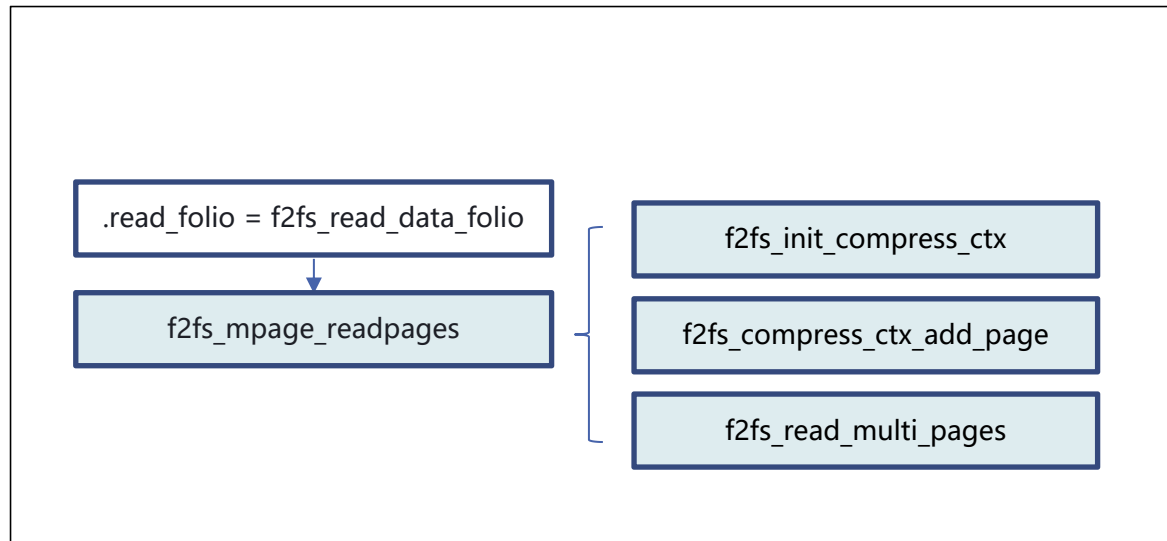 .read_folio = f2fs_read_data_folio
f2fs_mpage_readpages
f2fs_init_compress_ctx
f2fs_compress_ctx_add_page
f2fs_read_multi_pages